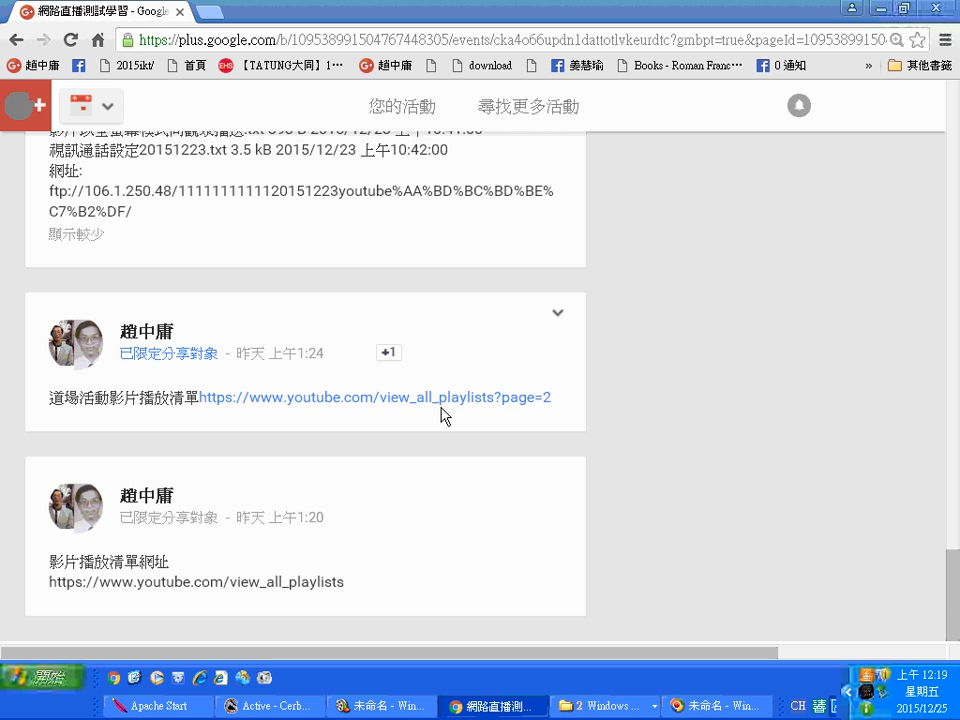 網路直播測試學習 - Google
https://plus.google.com/b/109538991504767448305/events/cka4o66updn1dattotlvkeurdtc?gmbpt=true&pageId=10953899150
趙中庸
2015ikt/
首頁
【TATUNG大同】1…
趙中庸
download
姜慧瑜
Books - Roman Franc…
0 通知
»
其他書籤
您的活動
尋找更多活動
視訊通話設定20151223.txt 3.5 kB 2015/12/23 上午10:42:00
網址:
ftp://106.1.250.48/1111111111120151223youtube%AA%BD%BC%BD%BE%
C7%B2%DF/
顯示較少
趙中庸
已限定分享對象 - 昨天 上午1:24
+1
道場活動影片播放清單https://www.youtube.com/view_all_playlists?page=2
趙中庸
已限定分享對象 - 昨天 上午1:20
影片播放清單網址
https://www.youtube.com/view_all_playlists
開始
上午 12:19
星期五
2015/12/25
Apache Start
Active - Cerb...
未命名 - Win...
網路直播測...
2 Windows ...
未命名 - Win...
CH